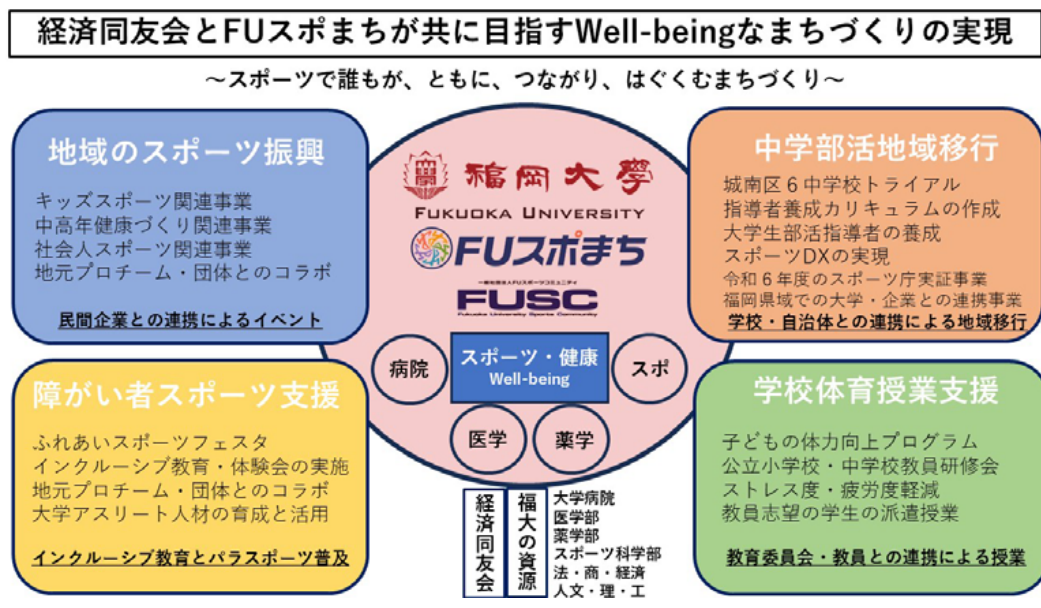 経済同友会とFUスポまちが共に目指すWell-beingなまちづくりの実現
～スポーツで誰もが、ともに、つながり、はぐくむまちづくり～
地域のスポーツ振興
キッズスポーツ関連事業
中高年健康づくり関連事業
社会人スポーツ関連事業
地元プロチーム・団体とのコラボ
民間企業との連携によるイベント
福岡大學
FUKUOKA UNIVERSITY
FUスポまち
一般社団法人FUスポーツコミュニティ
FUSC
Fukuoka University Sports Community
病院
スポーツ・健康
Well-being
スポ
医学
薬学
中学部活地域移行
城南区６中学校トライアル
指導者養成カリキュラムの作成
大学生部活指導者の養成
スポーツDXの実現
令和６年度のスポーツ庁実証事業
福岡県域での大学・企業との連携事業
学校・自治体との連携による地域移行
障がい者スポーツ支援
ふれあいスポーツフェスタ
インクルーシブ教育・体験会の実施
地元プロチーム・団体とのコラボ
大学アスリート人材の育成と活用
インクルーシブ教育とパラスポーツ普及
経済同友会
福大の資源
大学病院
医学部
薬学部
スポーツ科学部
法・商・経済
人文・理・工
学校体育授業支援
子どもの体力向上プログラム
公立小学校・中学校教員研修会
ストレス度・疲労度軽減
教員志望の学生の派遣授業
教育委員会・教員との連携による授業